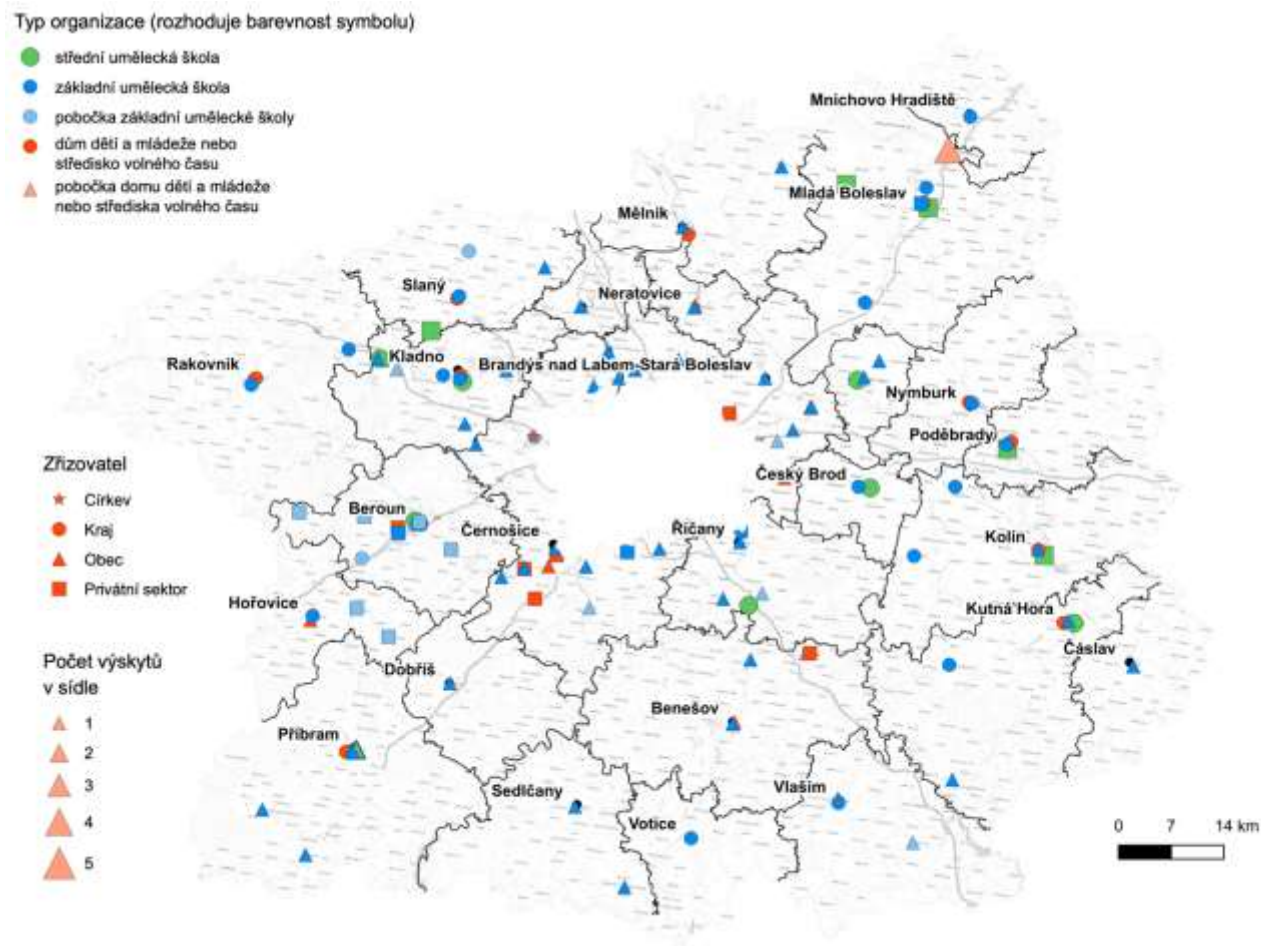 Typ organizace (rozhoduje barevnost symbolu)
střední umělecká škola
základní umělecká škola
pobočka základní umělecké školy
dům dětí a mládeže nebo
středisko volného času
pobočka domu dětí a mládeže
nebo střediska volného času
Mnichovo Hradiště
Mladá Boleslav
Mělník
Slaný
Neratovice
Rakovník
Kladno
Brandýs nad Labem-Stará Boleslav
Nymburk
Poděbrady
Český Brod
Zřizovatel
Církev
Kraj
Obec
Privátní sektor
Beroun
Černošice
Říčany
Kolín
Hořovice
Kutná Hora
Čáslav
Počet výskytů
v sídle
1
2
3
4
5
Dobříš
Benešov
Příbram
Sedlčany
Vlašim
Votice
0 7 14 km